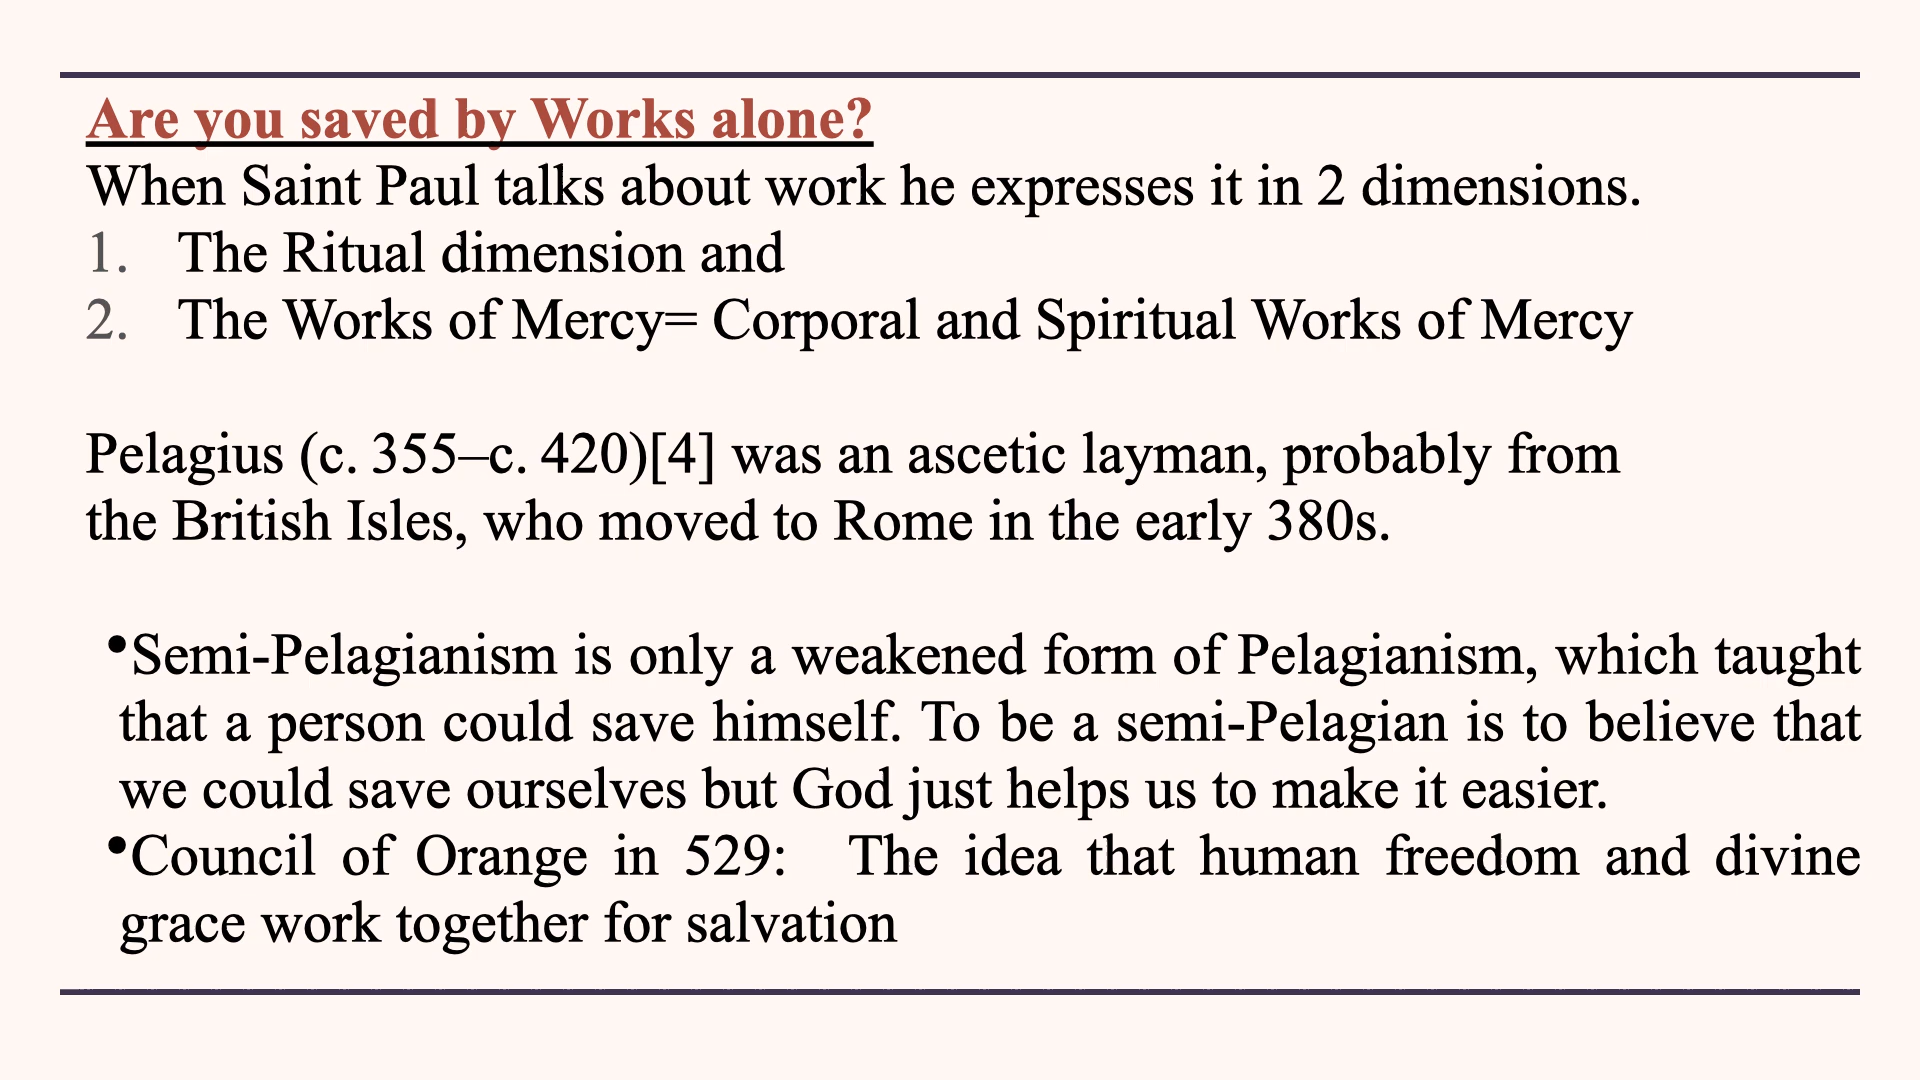 Are you saved by Works alone?
When Saint Paul talks about work he expresses it in 2 dimensions.
1. The Ritual dimension and
2. The Works of Mercy= Corporal and Spiritual Works of Mercy
Pelagius (c. 355–c. 420)[4] was an ascetic layman, probably from
the British Isles, who moved to Rome in the early 380s.
•Semi-Pelagianism is only a weakened form of Pelagianism, which taught
that a person could save himself. To be a semi-Pelagian is to believe that
we could save ourselves but God just helps us to make it easier.
•Council of Orange in 529: The idea that human freedom and divine
grace work together for salvation